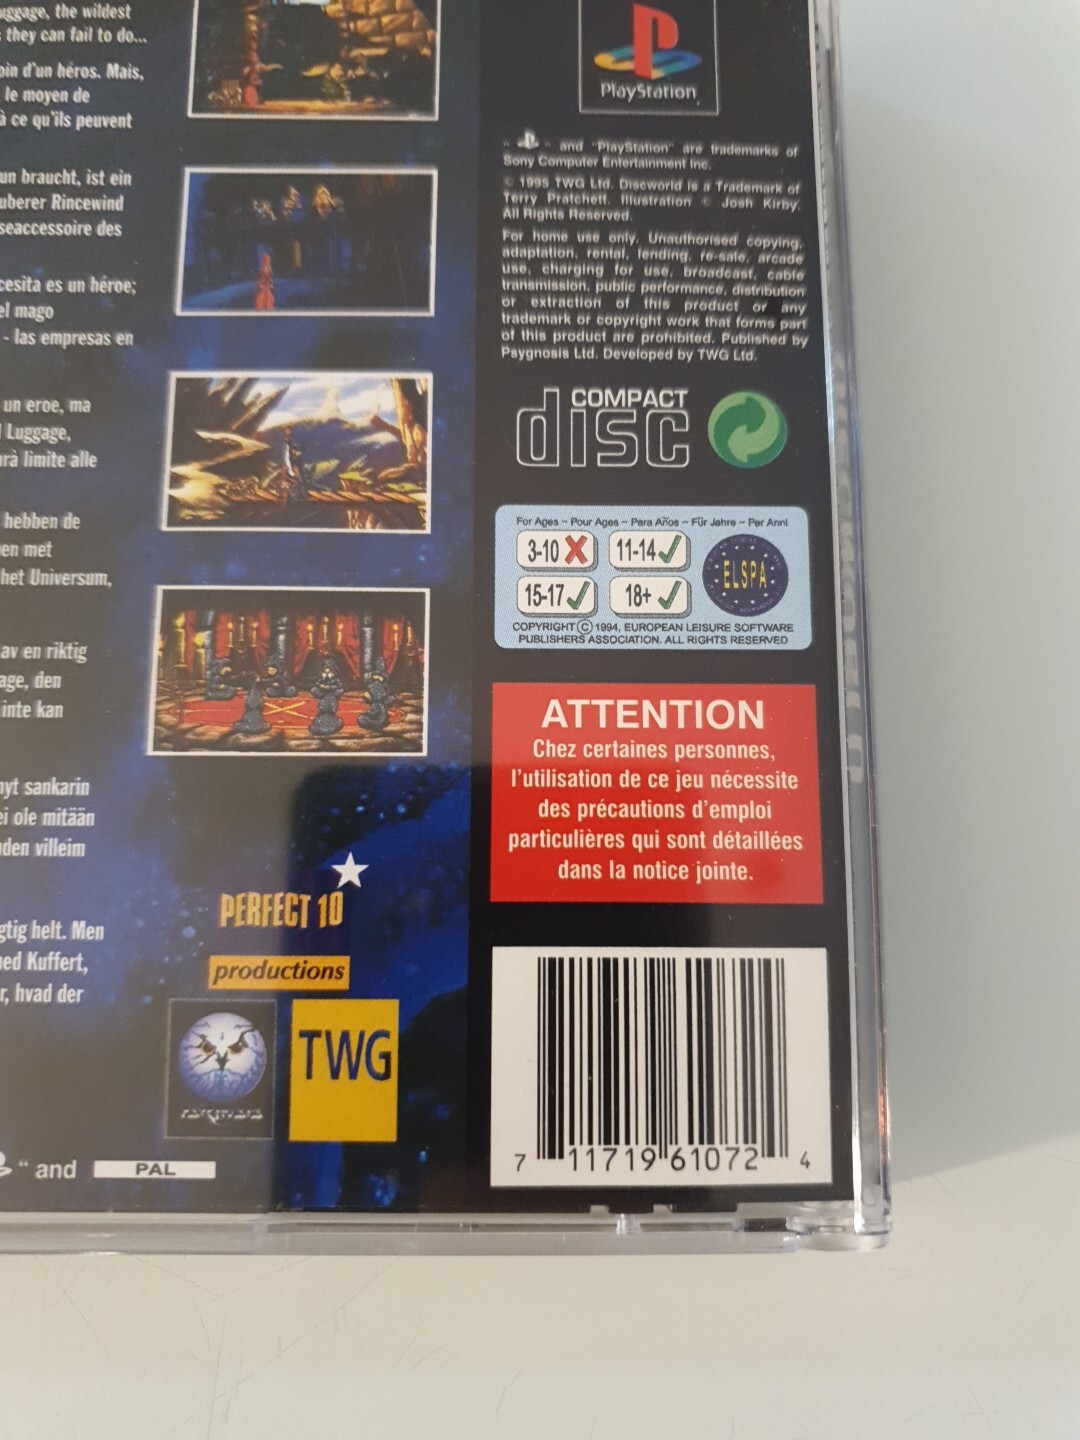 uggage, the wildest
they can fail to do...
oin d'un héros. Mais,
le moyen de
à ce qu'ils peuvent
un braucht, ist ein
uberer Rincewind
seaccessoire des
cesita es un héroe;
el mago
- las empresas en
un eroe, ma
Luggage,
arà limite alle
hebben de
en met
het Universum,
av en riktig
age, den
inte kan
nyt sankarin
ei ole mitään
den villeim
gtig helt. Men
ned Kuffert,
r, hvad der
PERFECT 10
productions
TWG
" and PAL
PlayStation
" " and "PlayStation" are trademarks of
Sony Computer Entertainment Inc.
© 1995 TWG Ltd. Discworld is a Trademark of
Terry Pratchett. Illustration © Josh Kirby.
All Rights Reserved.
For home use only. Unauthorised copying,
adaptation, rental, lending, re-sale, arcade
use, charging for use, broadcast, cable
transmission, public performance, distribution
or extraction of this product or any
trademark or copyright work that forms part
of this product are prohibited. Published by
Psygnosis Ltd. Developed by TWG Ltd.
COMPACT
disc
For Ages – Pour Ages – Para Años – Für Jahre – Per Anni
3-10 11-14
ELSPA
15-17 18+
COPYRIGHT © 1994, EUROPEAN LEISURE SOFTWARE
PUBLISHERS ASSOCIATION. ALL RIGHTS RESERVED
ATTENTION
Chez certaines personnes,
l'utilisation de ce jeu nécessite
des précautions d'emploi
particulières qui sont détaillées
dans la notice jointe.
7 11719 61072 4